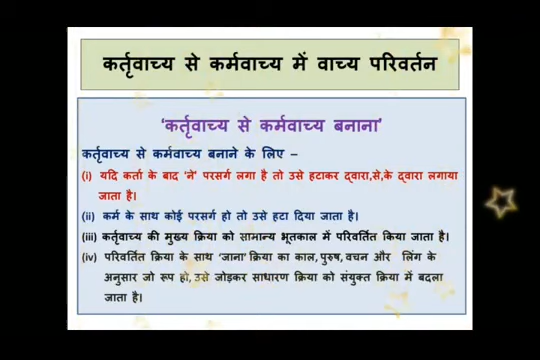 कर्तृवाच्य से कर्मवाच्य में वाच्य परिवर्तन
'कर्तृवाच्य से कर्मवाच्य बनाना'
कर्तृवाच्य से कर्मवाच्य बनाने के लिए –
(i) यदि कर्ता के बाद 'ने' परसर्ग लगा है तो उसे हटाकर द्वारा,से,के द्वारा लगाया
जाता है।
(ii) कर्म के साथ कोई परसर्ग हो तो उसे हटा दिया जाता है।
(iii) कर्तृवाच्य की मुख्य क्रिया को सामान्य भूतकाल में परिवर्तित किया जाता है।
(iv) परिवर्तित क्रिया के साथ 'जाना' क्रिया का काल,पुरुष,वचन और लिंग के
अनुसार जो रूप हो,उसे जोड़कर साधारण क्रिया को संयुक्त क्रिया में बदला
जाता है।